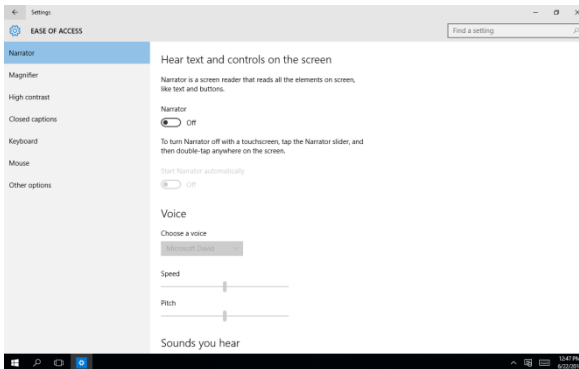 Settings
EASE OF ACCESS
Find a setting
Narrator
Magnifier
High contrast
Closed captions
Keyboard
Mouse
Other options
Hear text and controls on the screen
Narrator is a screen reader that reads all the elements on screen,
like text and buttons.
Narrator
Off
To turn Narrator off with a touchscreen, tap the Narrator slider, and
then double-tap anywhere on the screen.
Start Narrator automatically
Off
Voice
Choose a voice
Microsoft David
Speed
Pitch
Sounds you hear
12:47 PM